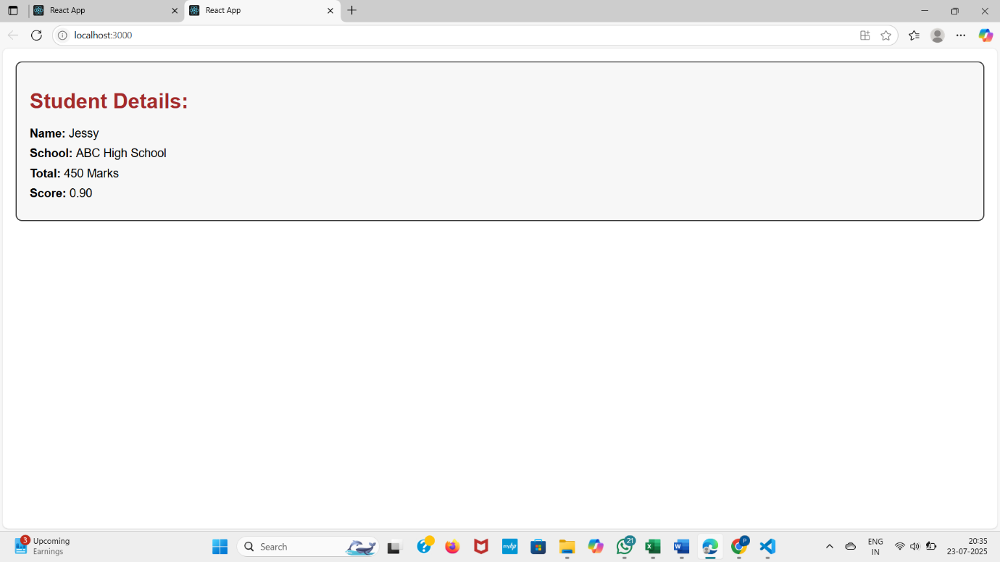 React App
React App
localhost:3000
Student Details:
Name: Jessy
School: ABC High School
Total: 450 Marks
Score: 0.90
3
Upcoming
Earnings
Search
?
myhp
21
X
W
P
ENG
IN
20:35
23-07-2025